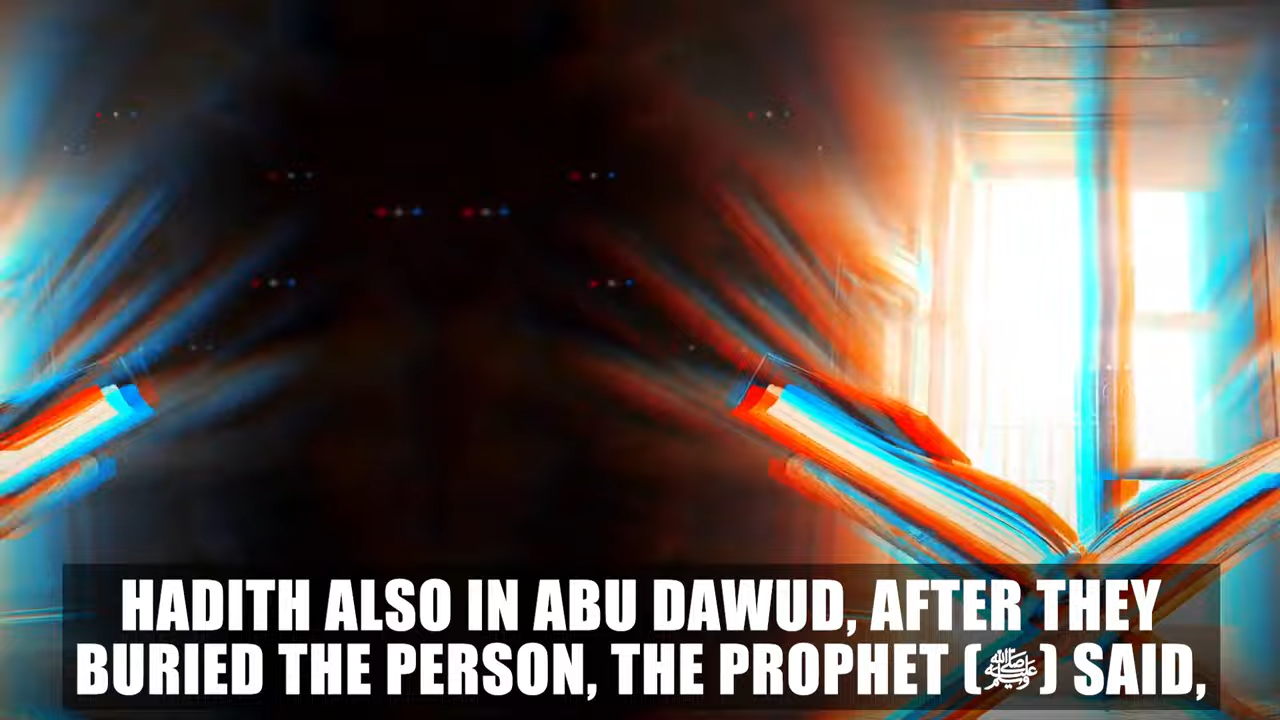 HADITH ALSO IN ABU DAWUD, AFTER THEY
BURIED THE PERSON, THE PROPHET (ﷺ) SAID,